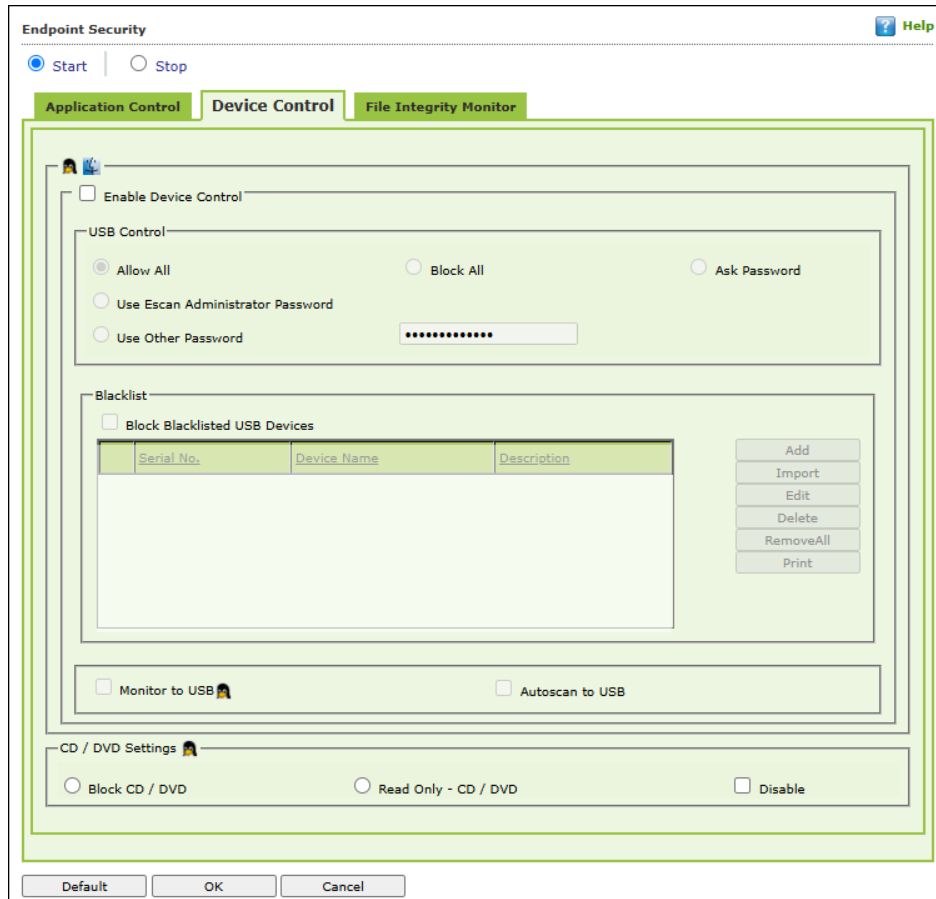 Endpoint Security
? Help
Start Stop
Application Control Device Control File Integrity Monitor
Enable Device Control
USB Control
Allow All Block All Ask Password
Use Escan Administrator Password
Use Other Password •••••••••••••
Blacklist
Block Blacklisted USB Devices
Serial No. Device Name Description
Add
Import
Edit
Delete
RemoveAll
Print
Monitor to USB Autoscan to USB
CD / DVD Settings
Block CD / DVD Read Only - CD / DVD Disable
Default OK Cancel